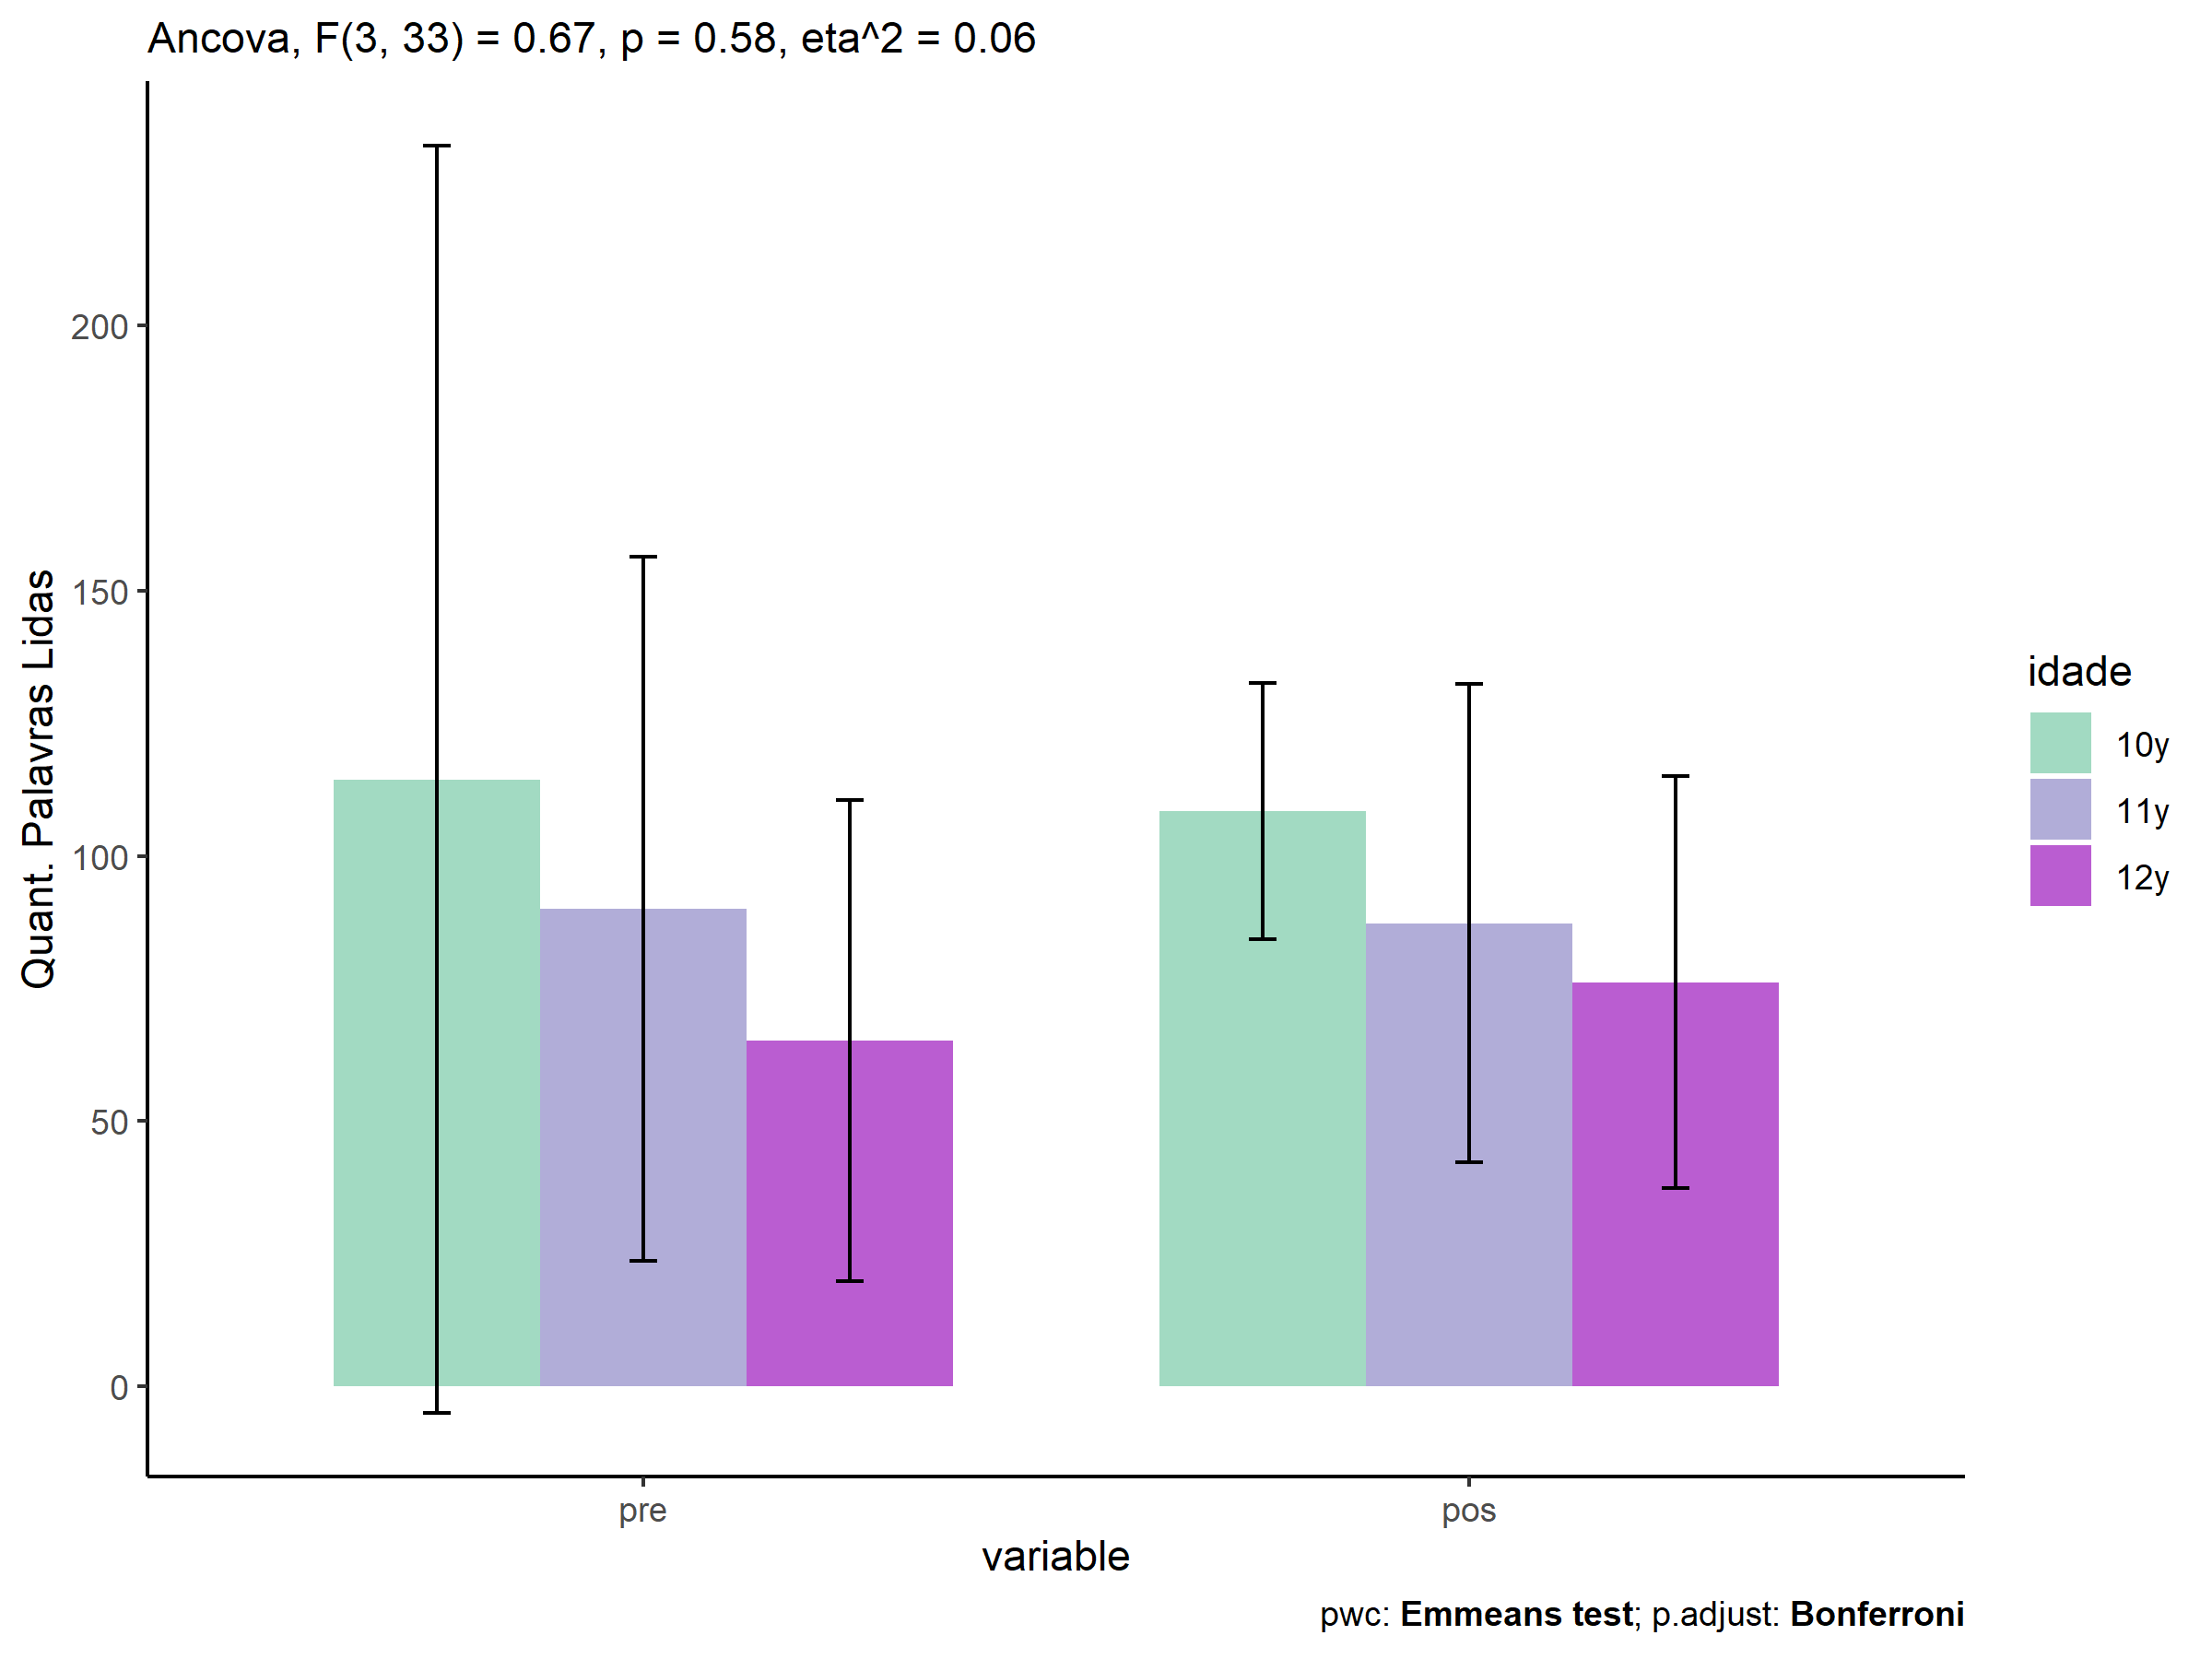 Ancova, F(3, 33) = 0.67, p = 0.58, eta^2 = 0.06
Quant. Palavras Lidas
200
150
100
50
0
pre
pos
variable
idade
10y
11y
12y
pwc: Emmeans test; p.adjust: Bonferroni